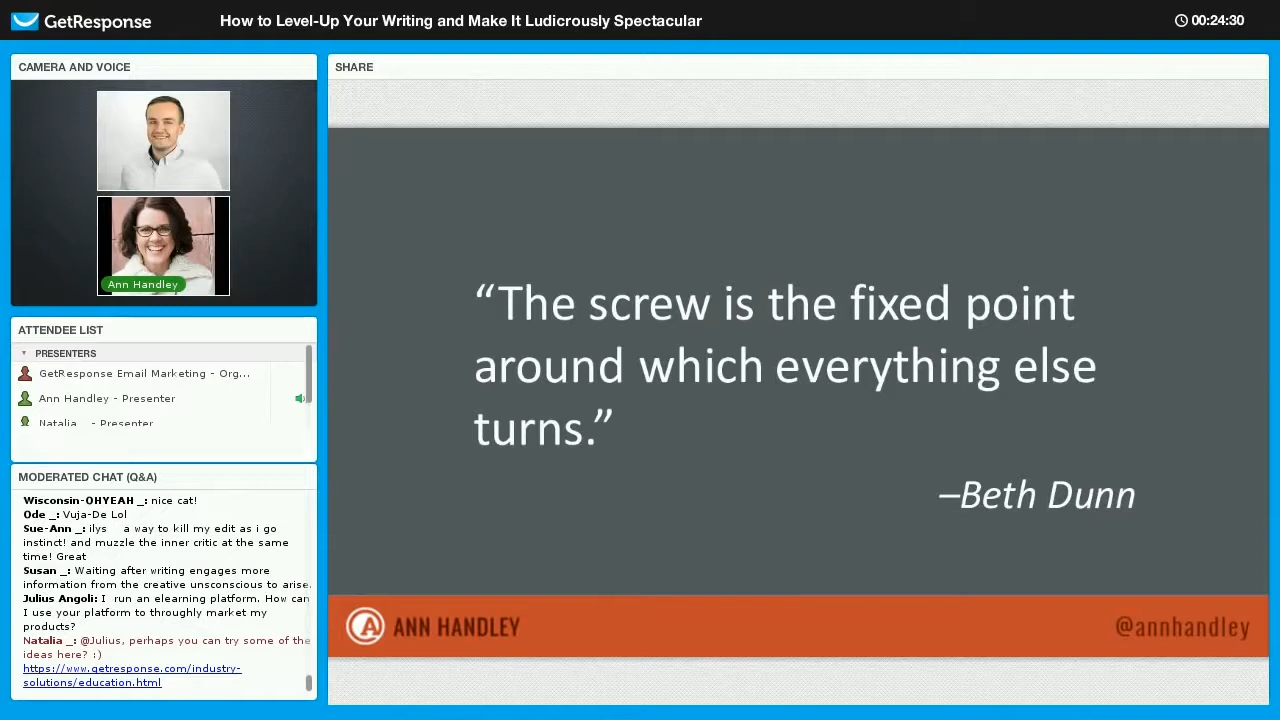 GetResponse
How to Level-Up Your Writing and Make It Ludicrously Spectacular
00:24:30
CAMERA AND VOICE
Ann Handley
ATTENDEE LIST
PRESENTERS
GetResponse Email Marketing - Org...
Ann Handley - Presenter
Natalia _ - Presenter
MODERATED CHAT (Q&A)
Wisconsin-OHYEAH _: nice cat!
Ode _: Vuja-De Lol
Sue-Ann _: ilys    a way to kill my edit as i go
instinct! and muzzle the inner critic at the same
time! Great
Susan _: Waiting after writing engages more
information from the creative unsconscious to arise.
Julius Angoli: I  run an elearning platform. How can
I use your platform to throughly market my
products?
Natalia _: @Julius, perhaps you can try some of the
ideas here? :)
https://www.getresponse.com/industry-
solutions/education.html
SHARE
“The screw is the fixed point
around which everything else
turns.”
–Beth Dunn
ANN HANDLEY
@annhandley